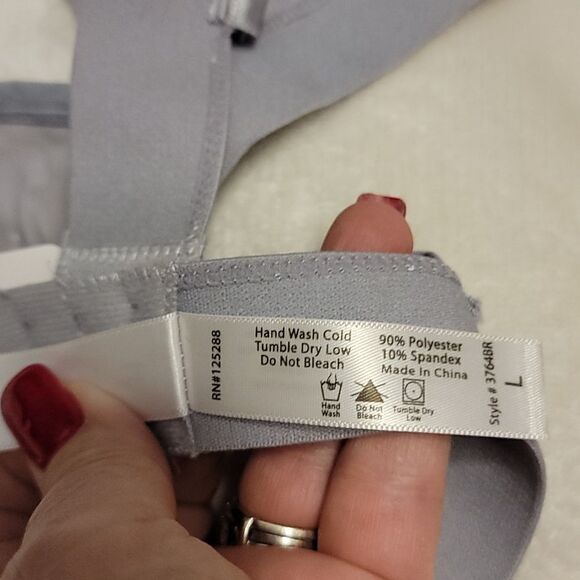 RN#125288
Hand Wash Cold
Tumble Dry Low
Do Not Bleach
Hand
Wash
Do Not
Bleach
Tumble Dry
Low
90% Polyester
10% Spandex
Made in China
Style # 3764BR
L